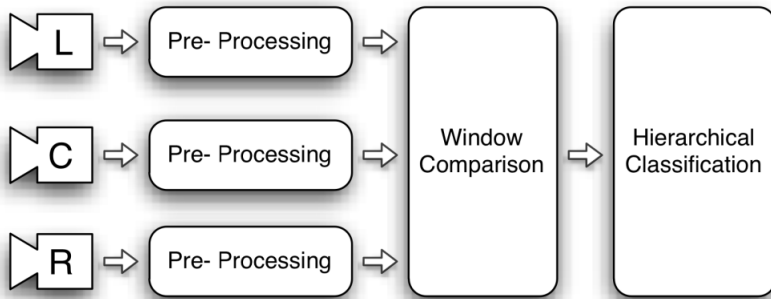 L
Pre- Processing
C
Pre- Processing
R
Pre- Processing
Window
Comparison
Hierarchical
Classification